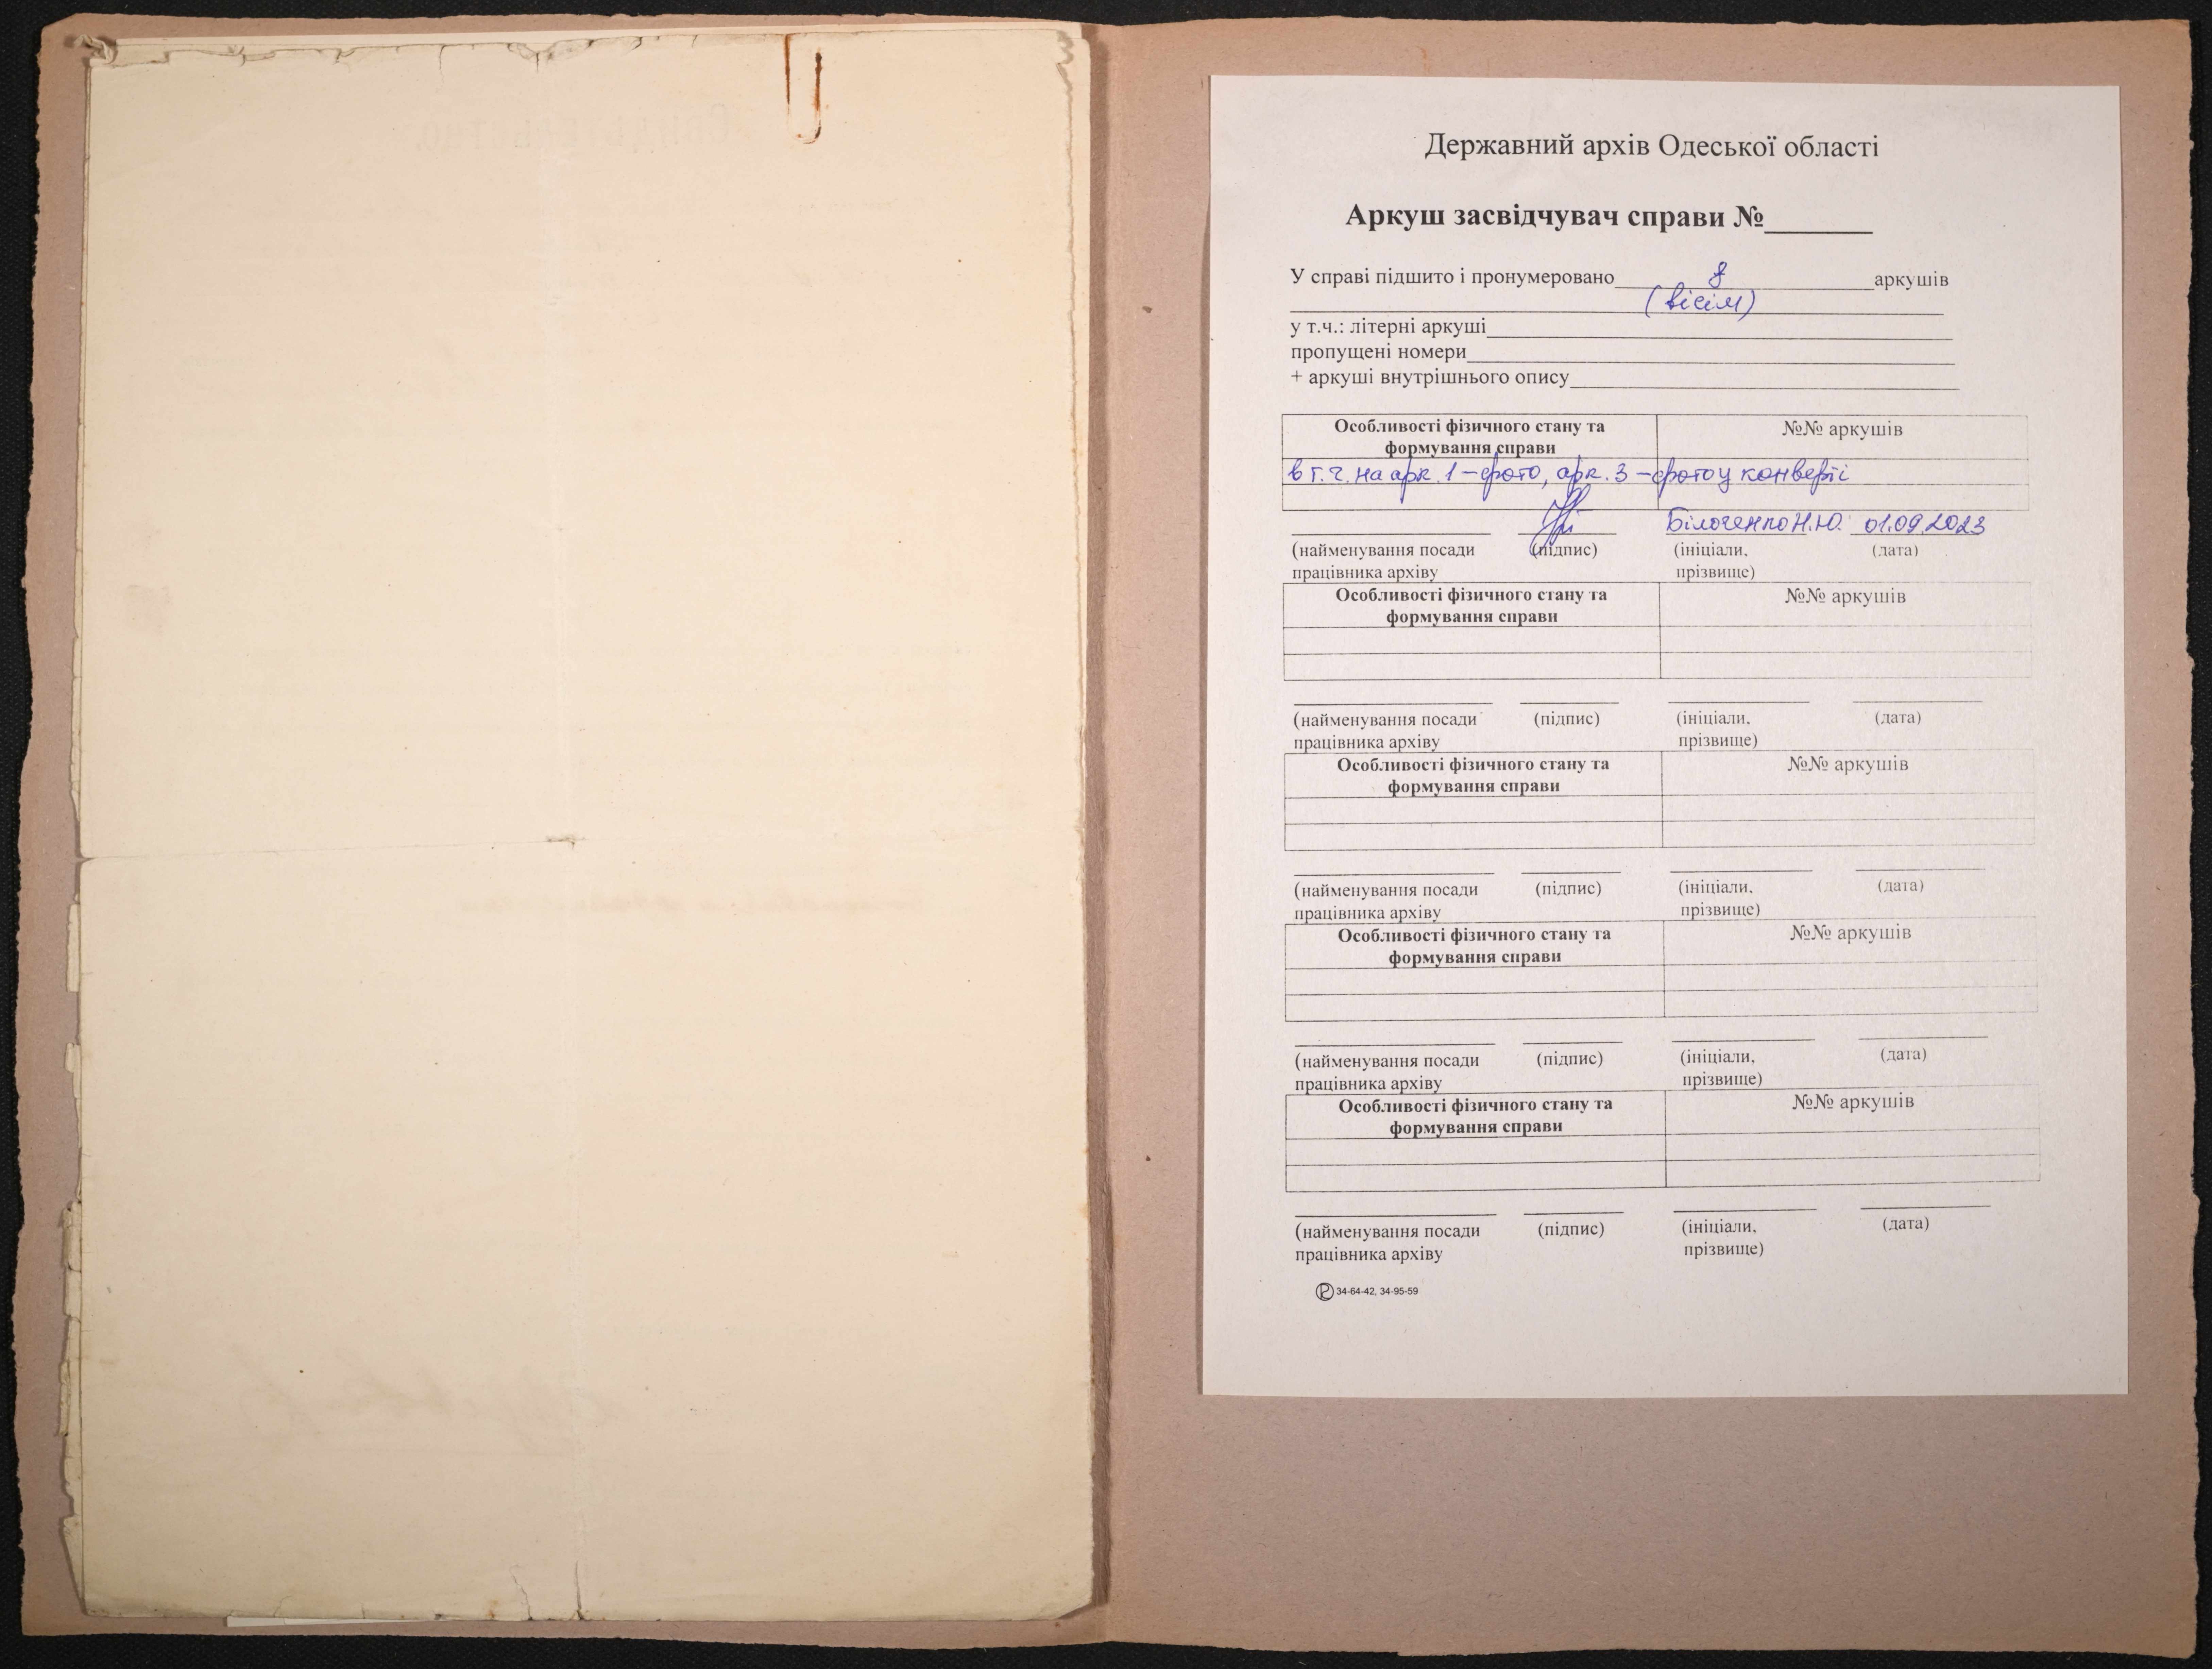 Свидѣтельство.
Державний архів Одеської області
Аркуш засвідчувач справи №
У справі підшито і пронумеровано 8 аркушів
(вісім)
у т.ч.: літерні аркуші
пропущені номери
+ аркуші внутрішнього опису
Особливості фізичного стану та формування справи №№ аркушів
в т.ч. на арк. 1 – фото, арк. 3 – фото у конверті
Н.Ю. 01.09.2023
(найменування посади (підпис) (ініціали, (дата)
працівника архіву прізвище)
Особливості фізичного стану та №№ аркушів
формування справи
(найменування посади (підпис) (ініціали, (дата)
працівника архіву прізвище)
Особливості фізичного стану та №№ аркушів
формування справи
(найменування посади (підпис) (ініціали, (дата)
працівника архіву прізвище)
Особливості фізичного стану та №№ аркушів
формування справи
(найменування посади (підпис) (ініціали, (дата)
працівника архіву прізвище)
Особливості фізичного стану та №№ аркушів
формування справи
(найменування посади (підпис) (ініціали, (дата)
працівника архіву прізвище)
34-64-42, 34-95-59